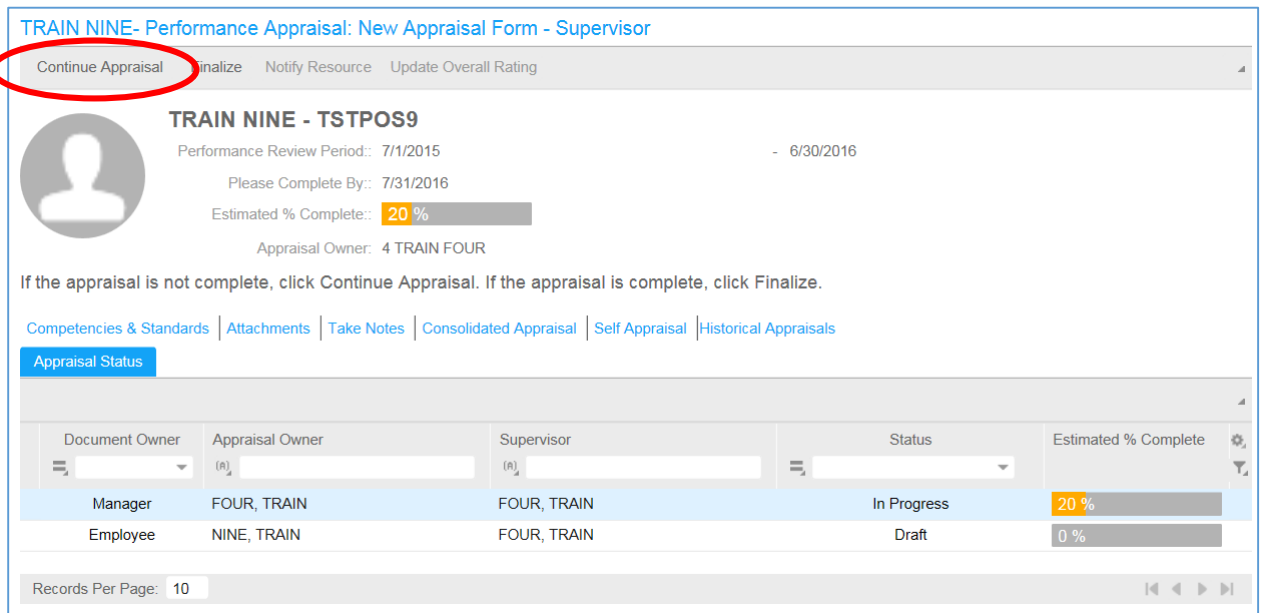 TRAIN NINE- Performance Appraisal: New Appraisal Form - Supervisor
Continue Appraisal Finalize Notify Resource Update Overall Rating
TRAIN NINE - TSTPOS9
Performance Review Period:: 7/1/2015 - 6/30/2016
Please Complete By:: 7/31/2016
Estimated % Complete:: 20 %
Appraisal Owner: 4 TRAIN FOUR
If the appraisal is not complete, click Continue Appraisal. If the appraisal is complete, click Finalize.
Competencies & Standards | Attachments | Take Notes | Consolidated Appraisal | Self Appraisal | Historical Appraisals
Appraisal Status
Document Owner Appraisal Owner Supervisor Status Estimated % Complete
(A) (A)
Manager FOUR, TRAIN FOUR, TRAIN In Progress 20 %
Employee NINE, TRAIN FOUR, TRAIN Draft 0 %
Records Per Page: 10